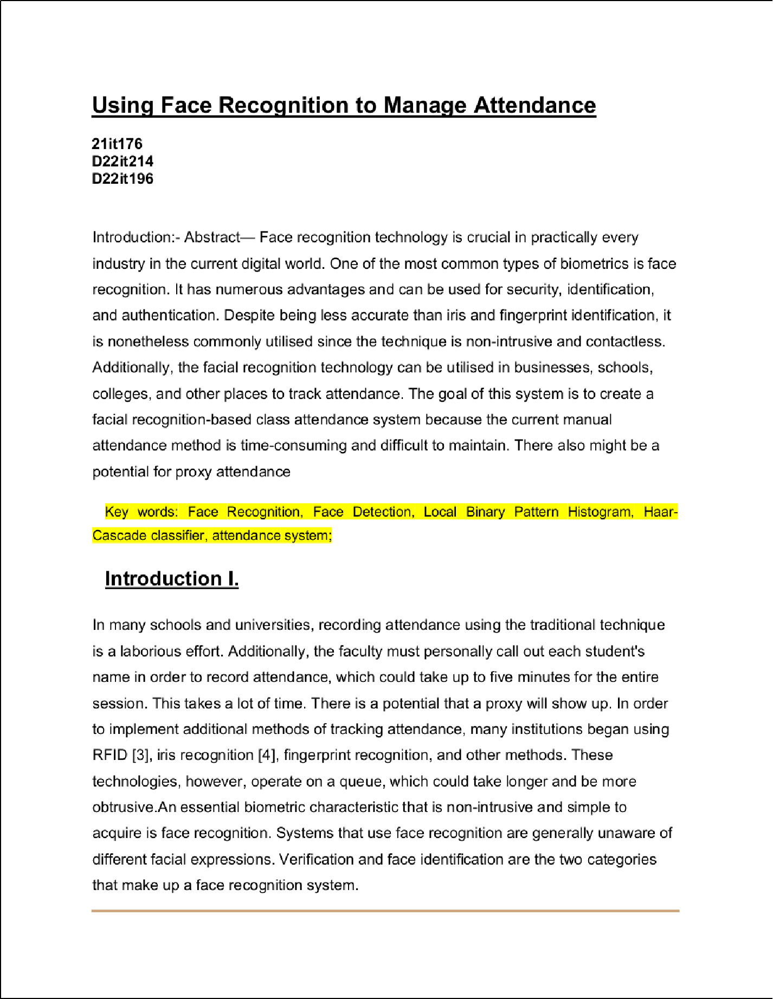 Using Face Recognition to Manage Attendance
21it176
D22it214
D22it196
Introduction:- Abstract— Face recognition technology is crucial in practically every
industry in the current digital world. One of the most common types of biometrics is face
recognition. It has numerous advantages and can be used for security, identification,
and authentication. Despite being less accurate than iris and fingerprint identification, it
is nonetheless commonly utilised since the technique is non-intrusive and contactless.
Additionally, the facial recognition technology can be utilised in businesses, schools,
colleges, and other places to track attendance. The goal of this system is to create a
facial recognition-based class attendance system because the current manual
attendance method is time-consuming and difficult to maintain. There also might be a
potential for proxy attendance
Key words: Face Recognition, Face Detection, Local Binary Pattern Histogram, Haar-
Cascade classifier, attendance system;
Introduction I.
In many schools and universities, recording attendance using the traditional technique
is a laborious effort. Additionally, the faculty must personally call out each student's
name in order to record attendance, which could take up to five minutes for the entire
session. This takes a lot of time. There is a potential that a proxy will show up. In order
to implement additional methods of tracking attendance, many institutions began using
RFID [3], iris recognition [4], fingerprint recognition, and other methods. These
technologies, however, operate on a queue, which could take longer and be more
obtrusive.An essential biometric characteristic that is non-intrusive and simple to
acquire is face recognition. Systems that use face recognition are generally unaware of
different facial expressions. Verification and face identification are the two categories
that make up a face recognition system.